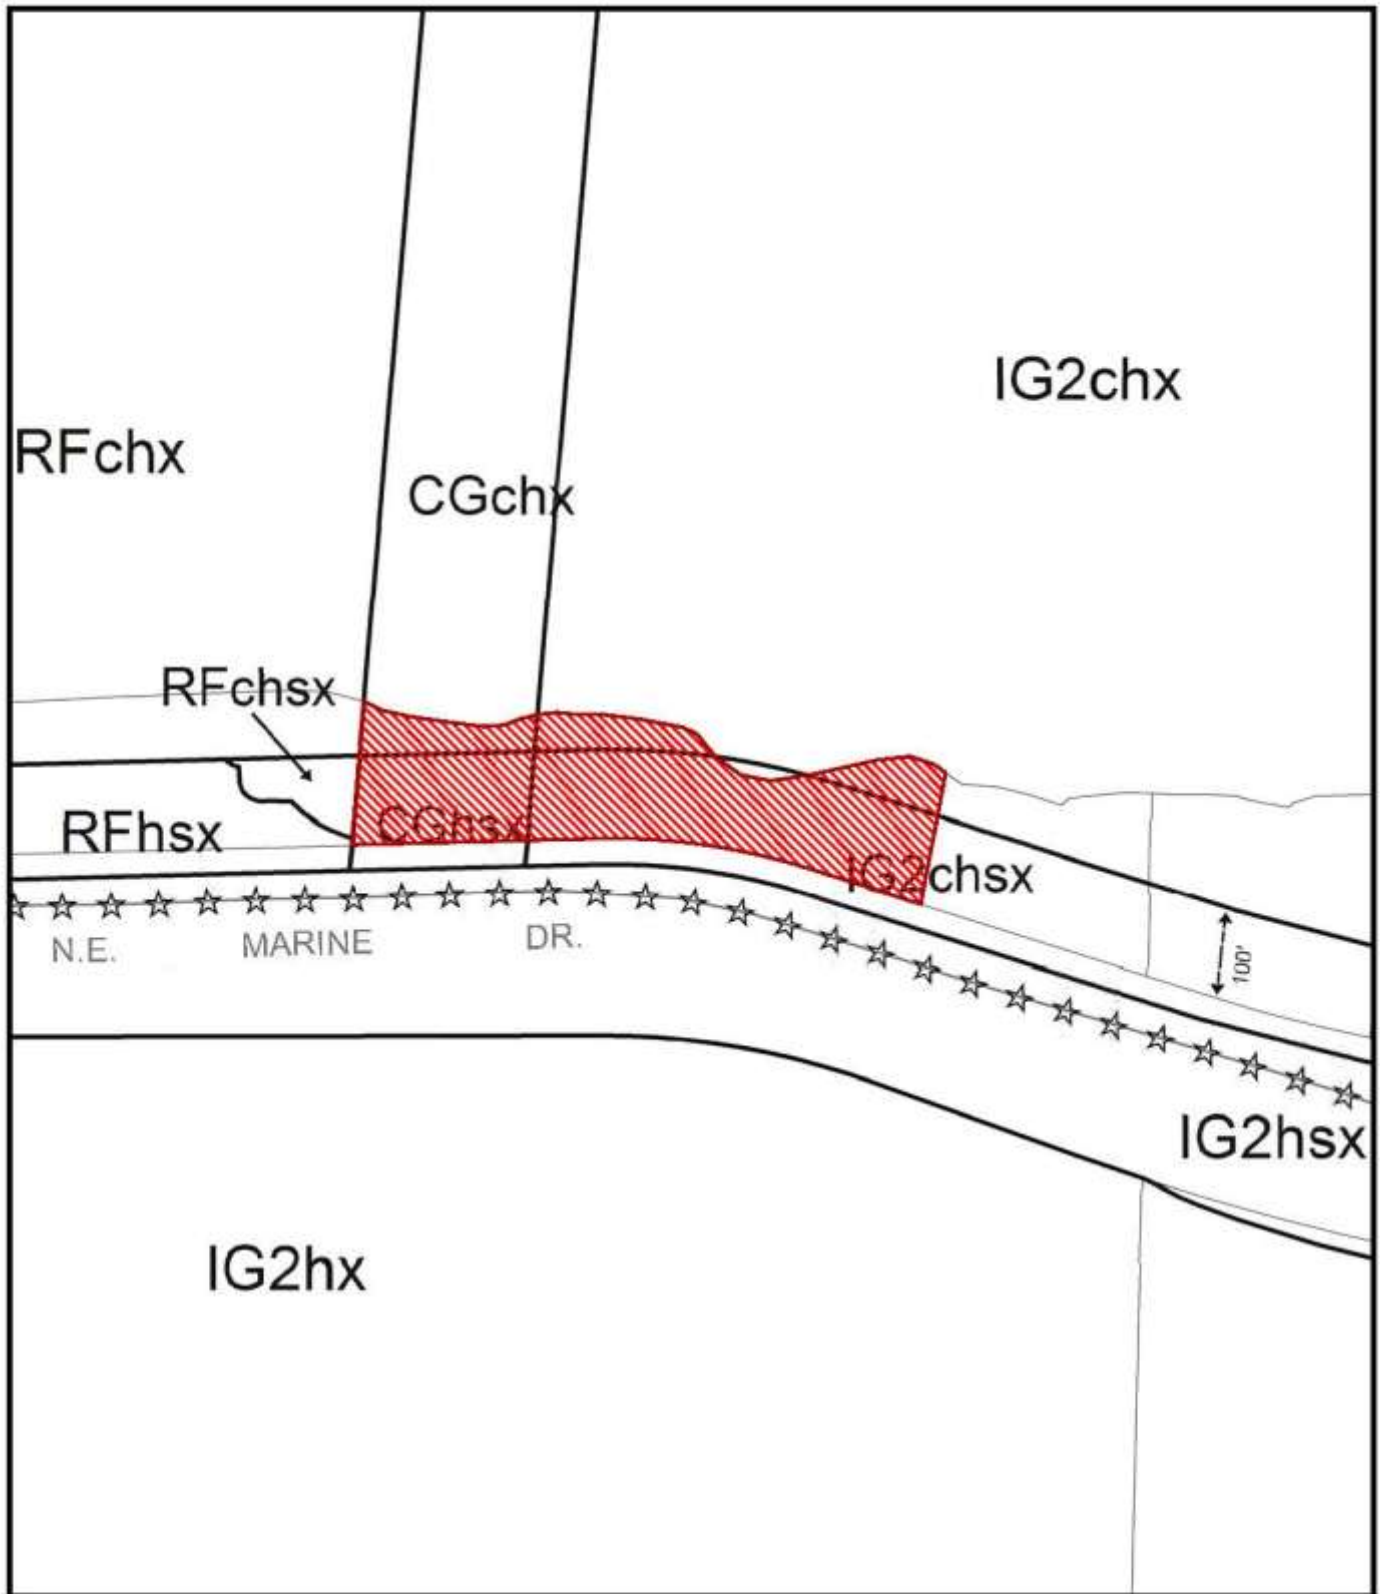 IG2chx
RFchx
CGchx
RFchsx
RFhsx
CGhsx
IG2chsx
N.E. MARINE DR.
100'
IG2hsx
IG2hx